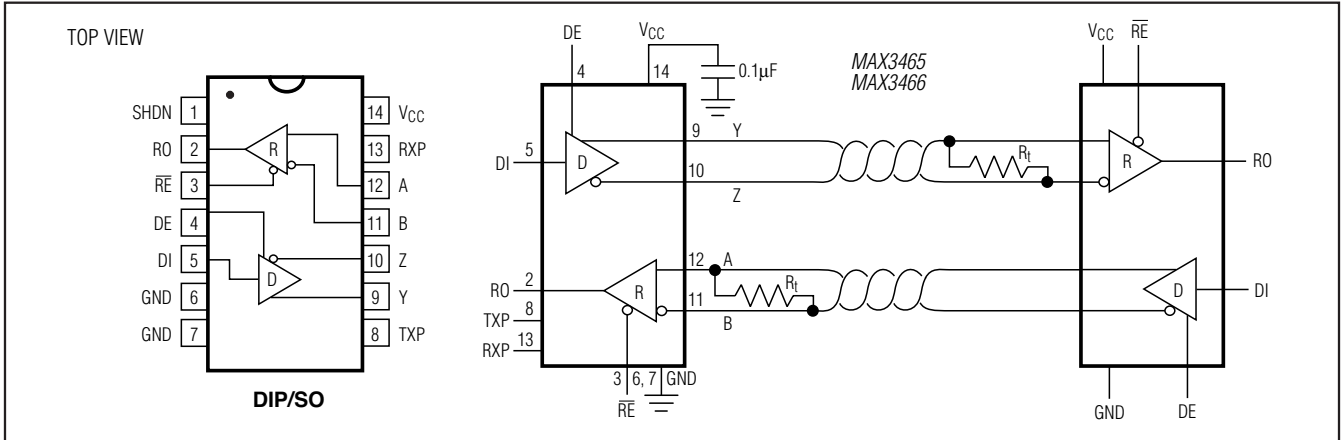 TOP VIEW
SHDN 1
RO 2
R̅E̅ 3
DE 4
DI 5
GND 6
GND 7
14 VCC
13 RXP
12 A
11 B
10 Z
9 Y
8 TXP
R
D
DIP/SO
DE
4
VCC
14
0.1µF
MAX3465
MAX3466
VCC
R̅E̅
DI 5
D
9 Y
10
Z
Rt
R
RO
RO 2
TXP 8
RXP 13
R
12 A
11
B
Rt
D
DI
3 6, 7 GND
R̅E̅
GND
DE